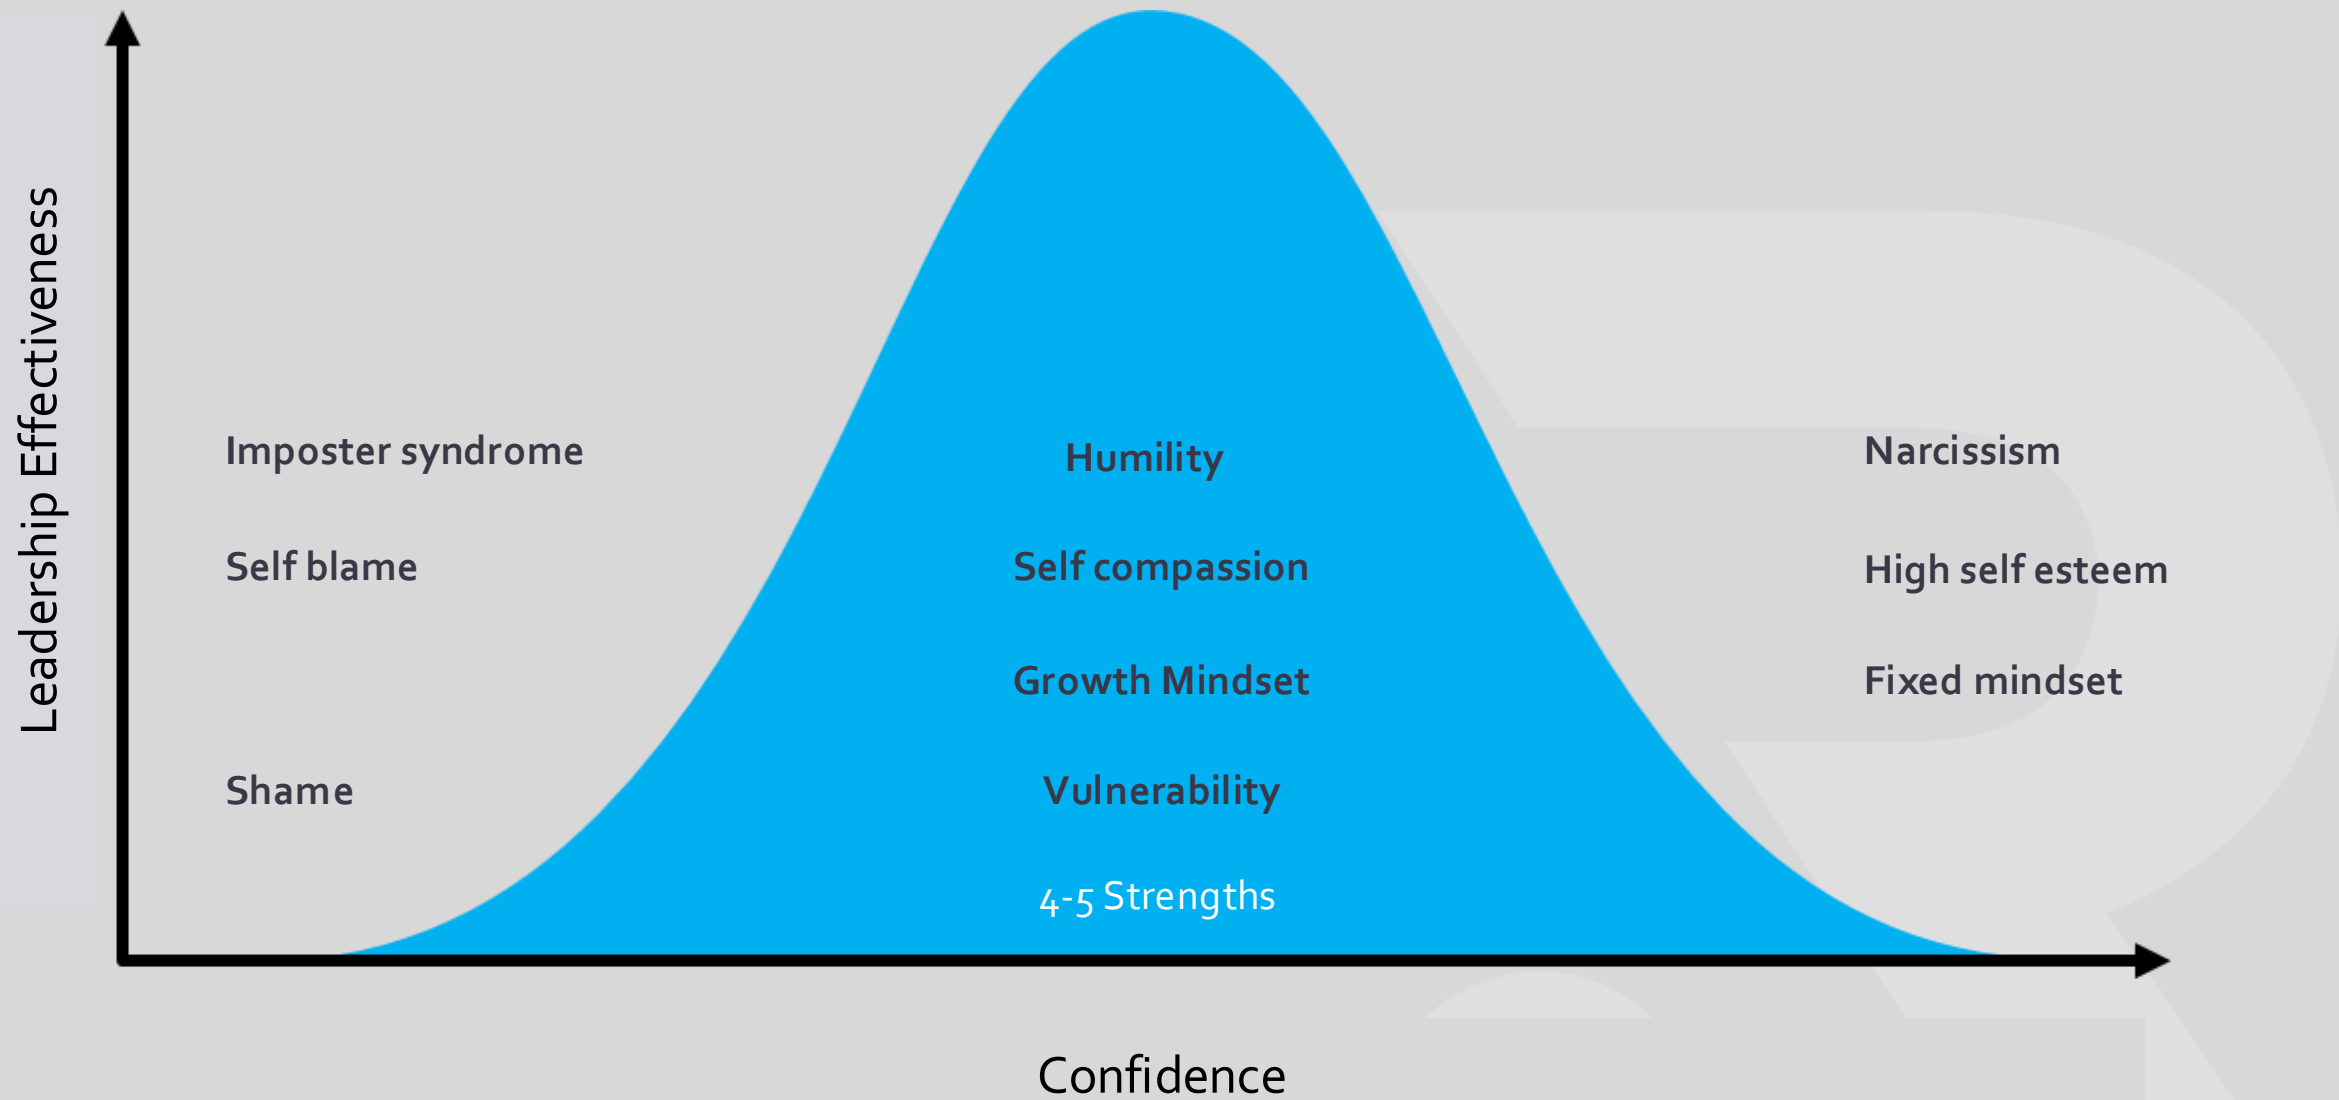 Leadership Effectiveness
Imposter syndrome
Self blame
Shame
Humility
Self compassion
Growth Mindset
Vulnerability
4-5 Strengths
Narcissism
High self esteem
Fixed mindset
Confidence